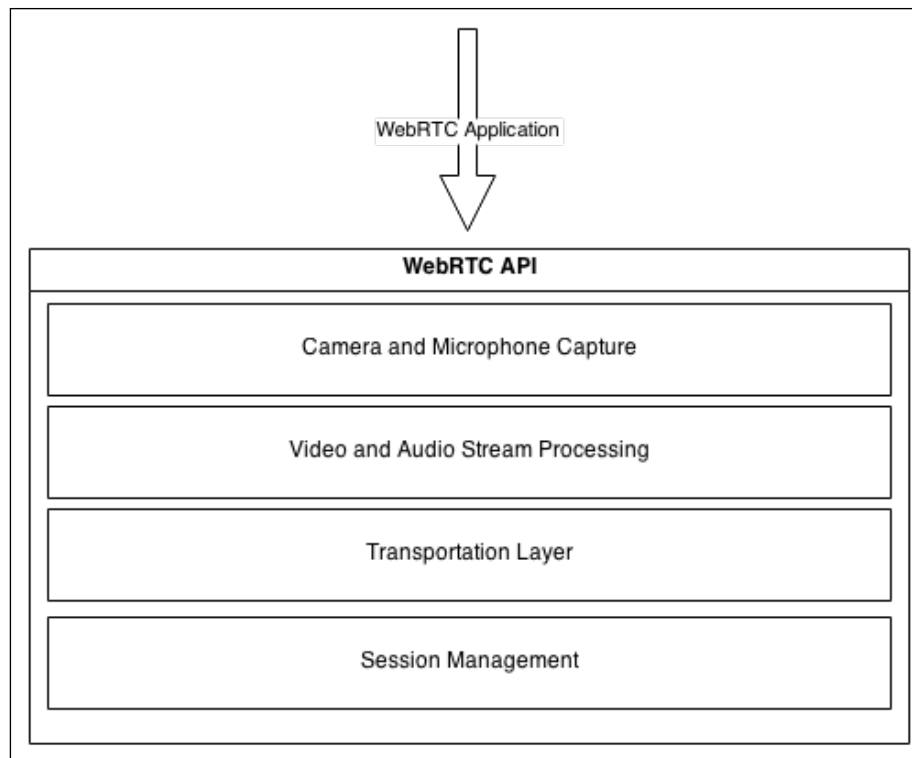 WebRTC Application
WebRTC API
Camera and Microphone Capture
Video and Audio Stream Processing
Transportation Layer
Session Management